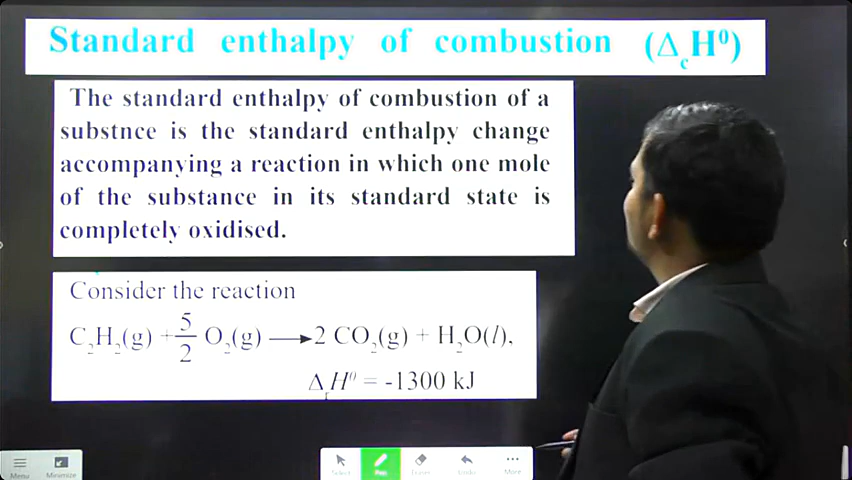 Standard enthalpy of combustion (Δ꜀H⁰)
The standard enthalpy of combustion of a
substnce is the standard enthalpy change
accompanying a reaction in which one mole
of the substance in its standard state is
completely oxidised.
Consider the reaction
C₂H₂(g) + 5/2 O₂(g) ⟶ 2 CO₂(g) + H₂O(l),
ΔᵣH⁰ = -1300 kJ
Menu Minimize Select Pen Eraser Undo More